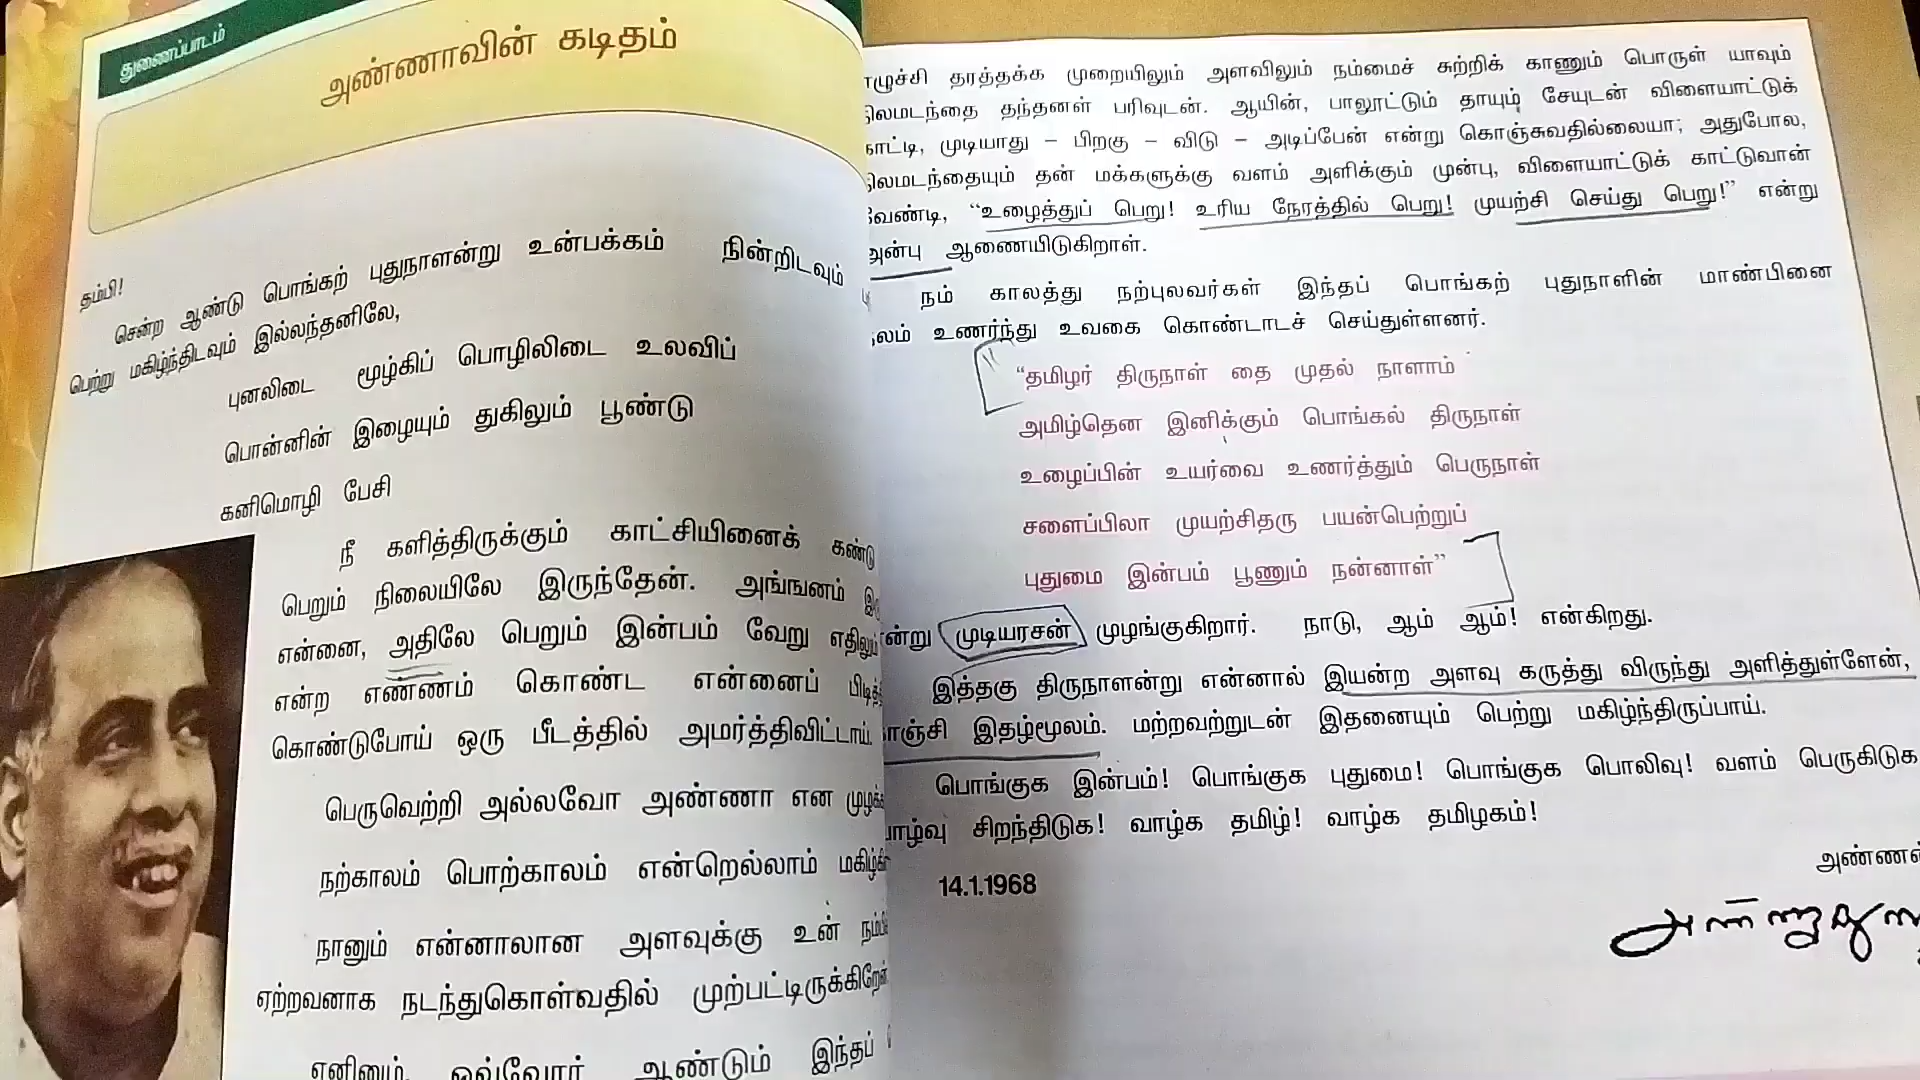 துணைப்பாடம்
அண்ணாவின் கடிதம்
தம்பி!
சென்ற ஆண்டு பொங்கற் புதுநாளன்று உன்பக்கம் நின்றிடவும்
பெற்று மகிழ்ந்திடவும் இல்லந்தனிலே,
புனலிடை மூழ்கிப் பொழிலிடை உலவிப்
பொன்னின் இழையும் துகிலும் பூண்டு
கனிமொழி பேசி
நீ களித்திருக்கும் காட்சியினைக் கண்டு
பெறும் நிலையிலே இருந்தேன். அங்ஙனம்
என்னை, அதிலே பெறும் இன்பம் வேறு எதிலும்
என்ற எண்ணம் கொண்ட என்னைப்
கொண்டுபோய் ஒரு பீடத்தில் அமர்த்திவிட்டாய்.
பெருவெற்றி அல்லவோ அண்ணா என
நற்காலம் பொற்காலம் என்றெல்லாம்
நானும் என்னாலான அளவுக்கு உன்
ஏற்றவனாக நடந்துகொள்வதில் முற்பட்டிருக்கிறேன்
எனினும், ஒவ்வோர் ஆண்டும் இந்தப்
தரத்தக்க முறையிலும் அளவிலும் நம்மைச் சுற்றிக் காணும் பொருள் யாவும்
தந்தனள் பரிவுடன். ஆயின், பாலூட்டும் தாயும் சேயுடன் விளையாட்டுக்
முடியாது – பிறகு – விடு – அடிப்பேன் என்று கொஞ்சுவதில்லையா; அதுபோல,
தன் மக்களுக்கு வளம் அளிக்கும் முன்பு, விளையாட்டுக் காட்டுவான்
வேண்டி, “உழைத்துப் பெறு! உரிய நேரத்தில் பெறு! முயற்சி செய்து பெறு!” என்று
அன்பு ஆணையிடுகிறாள்.
நம் காலத்து நற்புலவர்கள் இந்தப் பொங்கற் புதுநாளின் மாண்பினை
உணர்ந்து உவகை கொண்டாடச் செய்துள்ளனர்.
“தமிழர் திருநாள் தை முதல் நாளாம்
அமிழ்தென இனிக்கும் பொங்கல் திருநாள்
உழைப்பின் உயர்வை உணர்த்தும் பெருநாள்
சளைப்பிலா முயற்சிதரு பயன்பெற்றுப்
புதுமை இன்பம் பூணும் நன்னாள்”
முடியரசன் முழங்குகிறார். நாடு, ஆம் ஆம்! என்கிறது.
இத்தகு திருநாளன்று என்னால் இயன்ற அளவு கருத்து விருந்து அளித்துள்ளேன்,
இதழ்மூலம். மற்றவற்றுடன் இதனையும் பெற்று மகிழ்ந்திருப்பாய்.
பொங்குக இன்பம்! பொங்குக புதுமை! பொங்குக பொலிவு! வளம் பெருகிடுக
சிறந்திடுக! வாழ்க தமிழ்! வாழ்க தமிழகம்!
அண்ணன்
14.1.1968